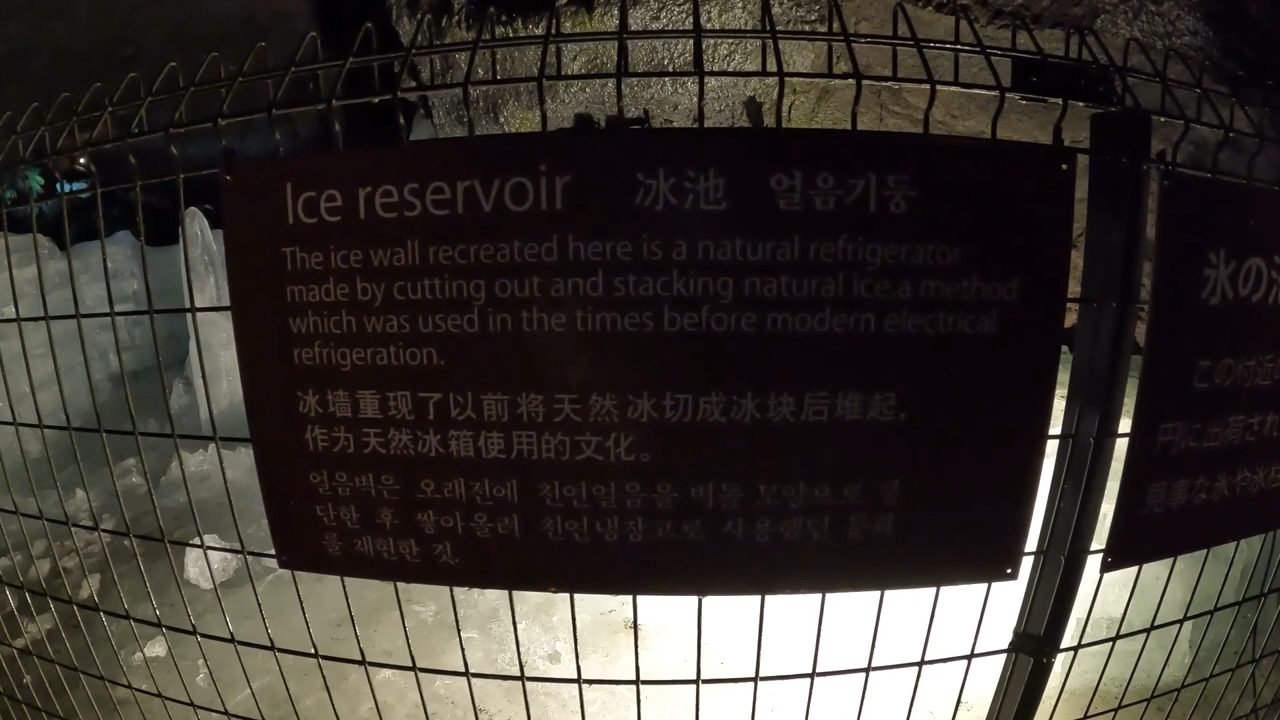 Ice reservoir 冰池 얼음기둥
The ice wall recreated here is a natural refrigerator
made by cutting out and stacking natural ice.a method
which was used in the times before modern electrical
refrigeration.
冰墙重现了以前将天然冰切成冰块后堆起,
作为天然冰箱使用的文化。
얼음벽은 오래전에 천연얼음을 벽돌 모양으로 절
단한 후 쌓아올려 천연냉장고로 사용했던 문화
를 재현한 것.
氷の
この付近
円に出荷され
見事な氷や氷